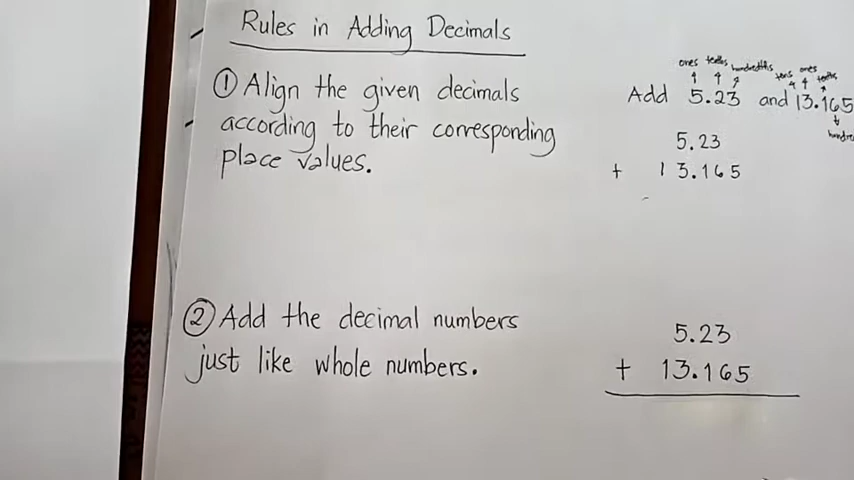 Rules in Adding Decimals
① Align the given decimals
according to their corresponding
place values.
ones tenths hundredths tens ones tenths
Add 5.23 and 13.165
5.23
+ 13.165
② Add the decimal numbers
just like whole numbers.
5.23
+ 13.165